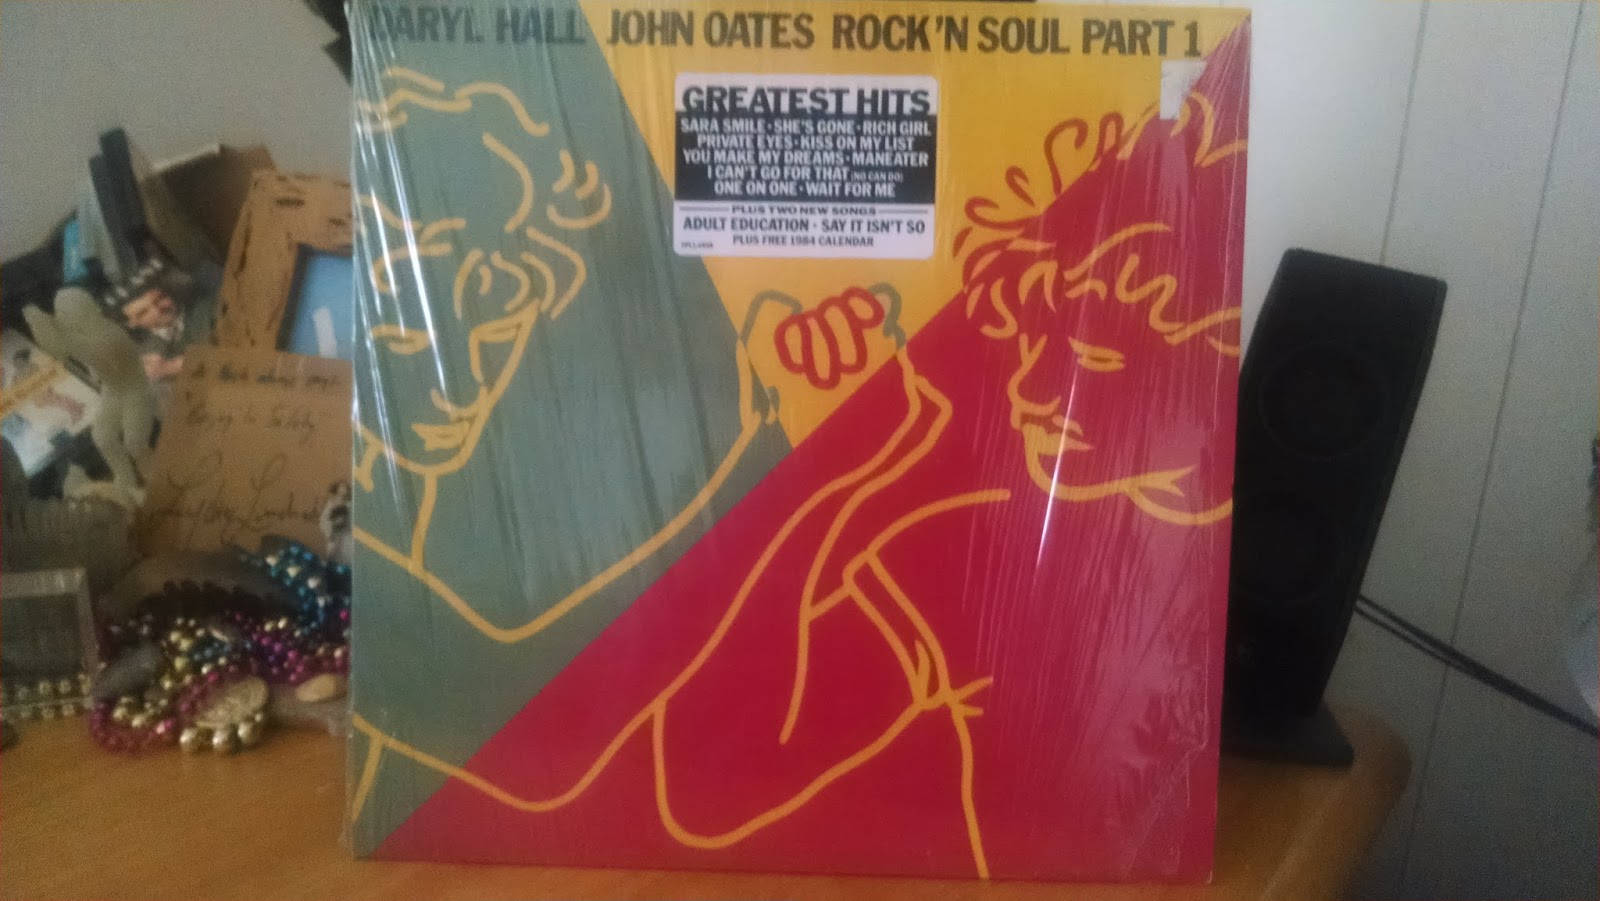 DARYL HALL JOHN OATES ROCK'N SOUL PART 1
GREATEST HITS
SARA SMILE · SHE'S GONE · RICH GIRL
PRIVATE EYES · KISS ON MY LIST
YOU MAKE MY DREAMS · MANEATER
I CAN'T GO FOR THAT (NO CAN DO)
ONE ON ONE · WAIT FOR ME
PLUS TWO NEW SONGS
ADULT EDUCATION · SAY IT ISN'T SO
PLUS FREE 1984 CALENDAR